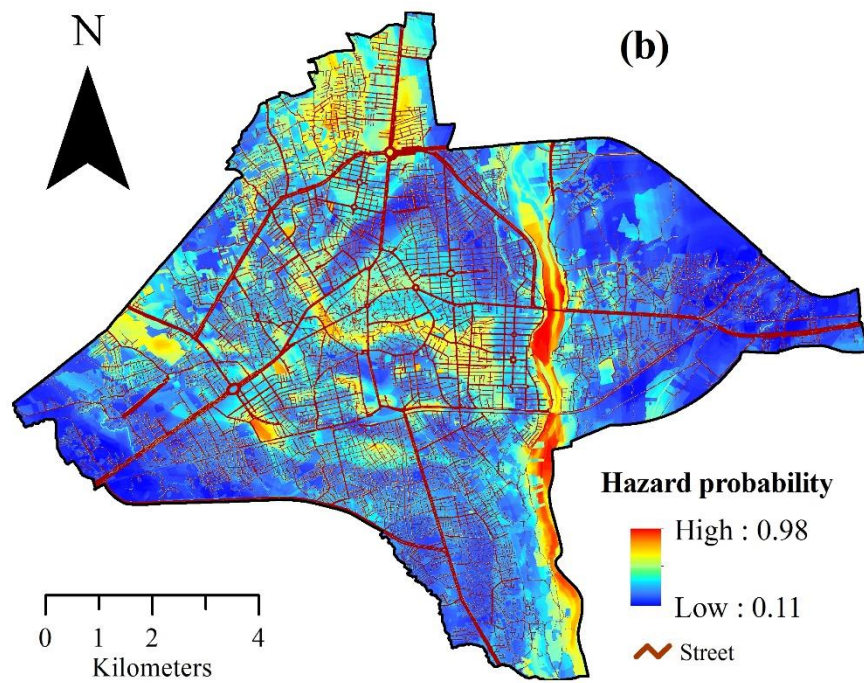 N
(b)
Hazard probability
High : 0.98
Low : 0.11
Street
0 1 2 4
Kilometers